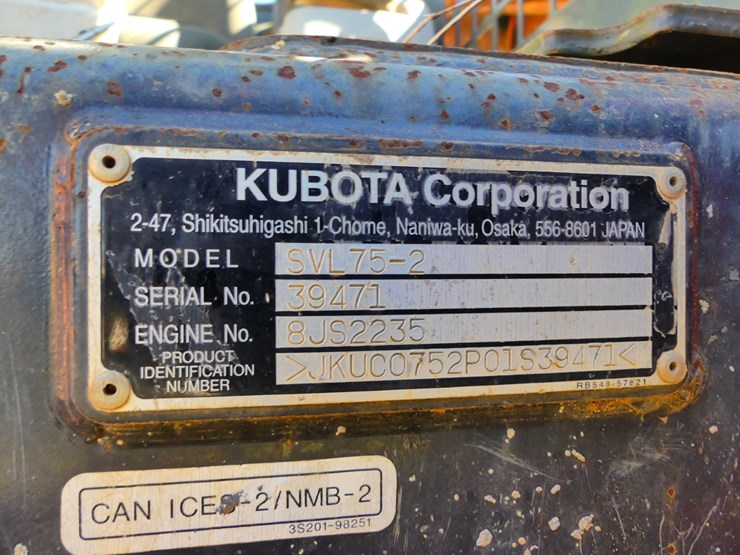 KUBOTA Corporation
2-47, Shikitsuhigashi 1-Chome, Naniwa-ku, Osaka, 556-8601 JAPAN
MODEL SVL75-2
SERIAL No. 39471
ENGINE No. 8JS2235
PRODUCT IDENTIFICATION NUMBER >JKUC0752P01S39471<
RB548-57821
CAN ICES-2/NMB-2
3S201-98251